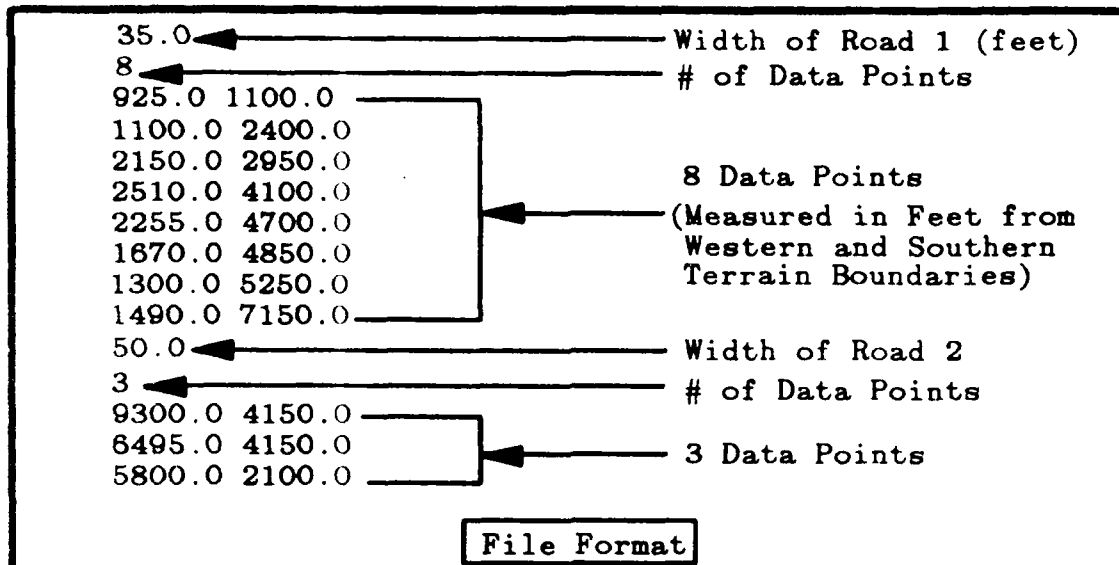 35.0 Width of Road 1 (feet)
8 # of Data Points
925.0 1100.0
1100.0 2400.0
2150.0 2950.0
2510.0 4100.0
2255.0 4700.0
1670.0 4850.0
1300.0 5250.0
1490.0 7150.0
8 Data Points
(Measured in Feet from
Western and Southern
Terrain Boundaries)
50.0 Width of Road 2
3 # of Data Points
9300.0 4150.0
6495.0 4150.0
5800.0 2100.0
3 Data Points
File Format